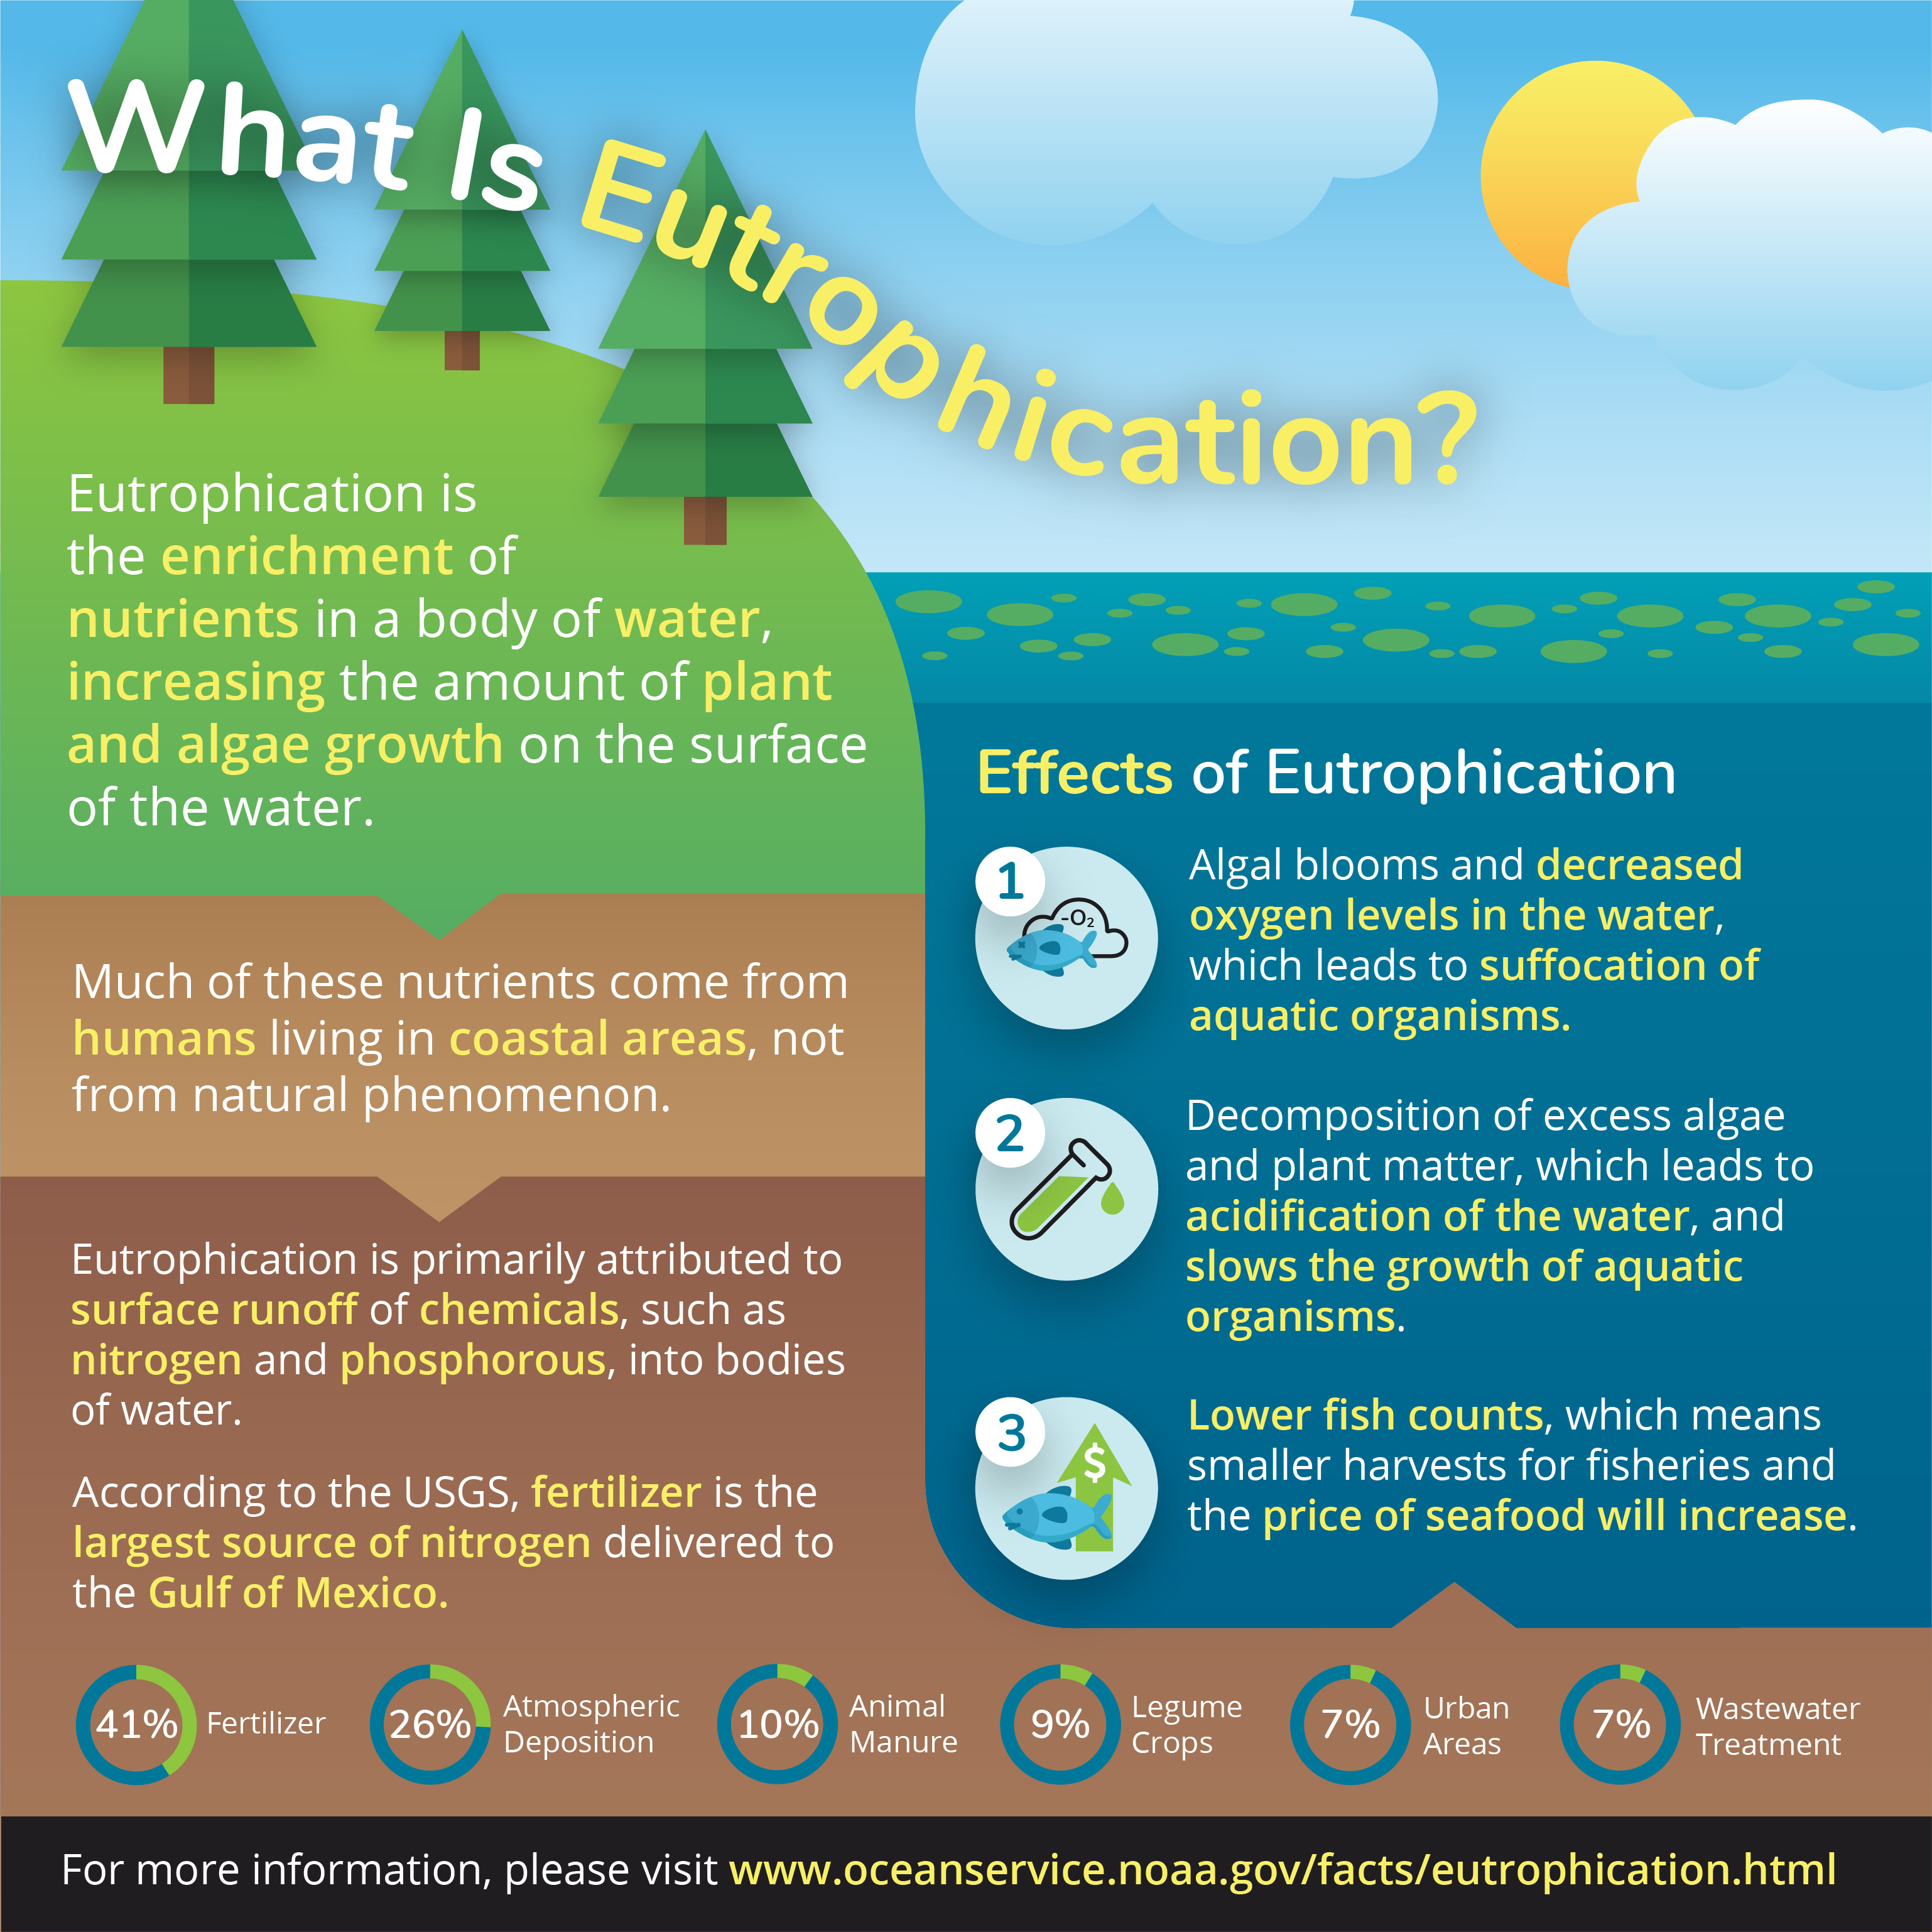 What Is Eutrophication?
Eutrophication is
the enrichment of
nutrients in a body of water,
increasing the amount of plant
and algae growth on the surface
of the water.
Much of these nutrients come from
humans living in coastal areas, not
from natural phenomenon.
Eutrophication is primarily attributed to
surface runoff of chemicals, such as
nitrogen and phosphorous, into bodies
of water.
According to the USGS, fertilizer is the
largest source of nitrogen delivered to
the Gulf of Mexico.
Effects of Eutrophication
1
-O₂
Algal blooms and decreased
oxygen levels in the water,
which leads to suffocation of
aquatic organisms.
2
Decomposition of excess algae
and plant matter, which leads to
acidification of the water, and
slows the growth of aquatic
organisms.
3
$
Lower fish counts, which means
smaller harvests for fisheries and
the price of seafood will increase.
41% Fertilizer
26% Atmospheric
Deposition
10% Animal
Manure
9% Legume
Crops
7% Urban
Areas
7% Wastewater
Treatment
For more information, please visit www.oceanservice.noaa.gov/facts/eutrophication.html